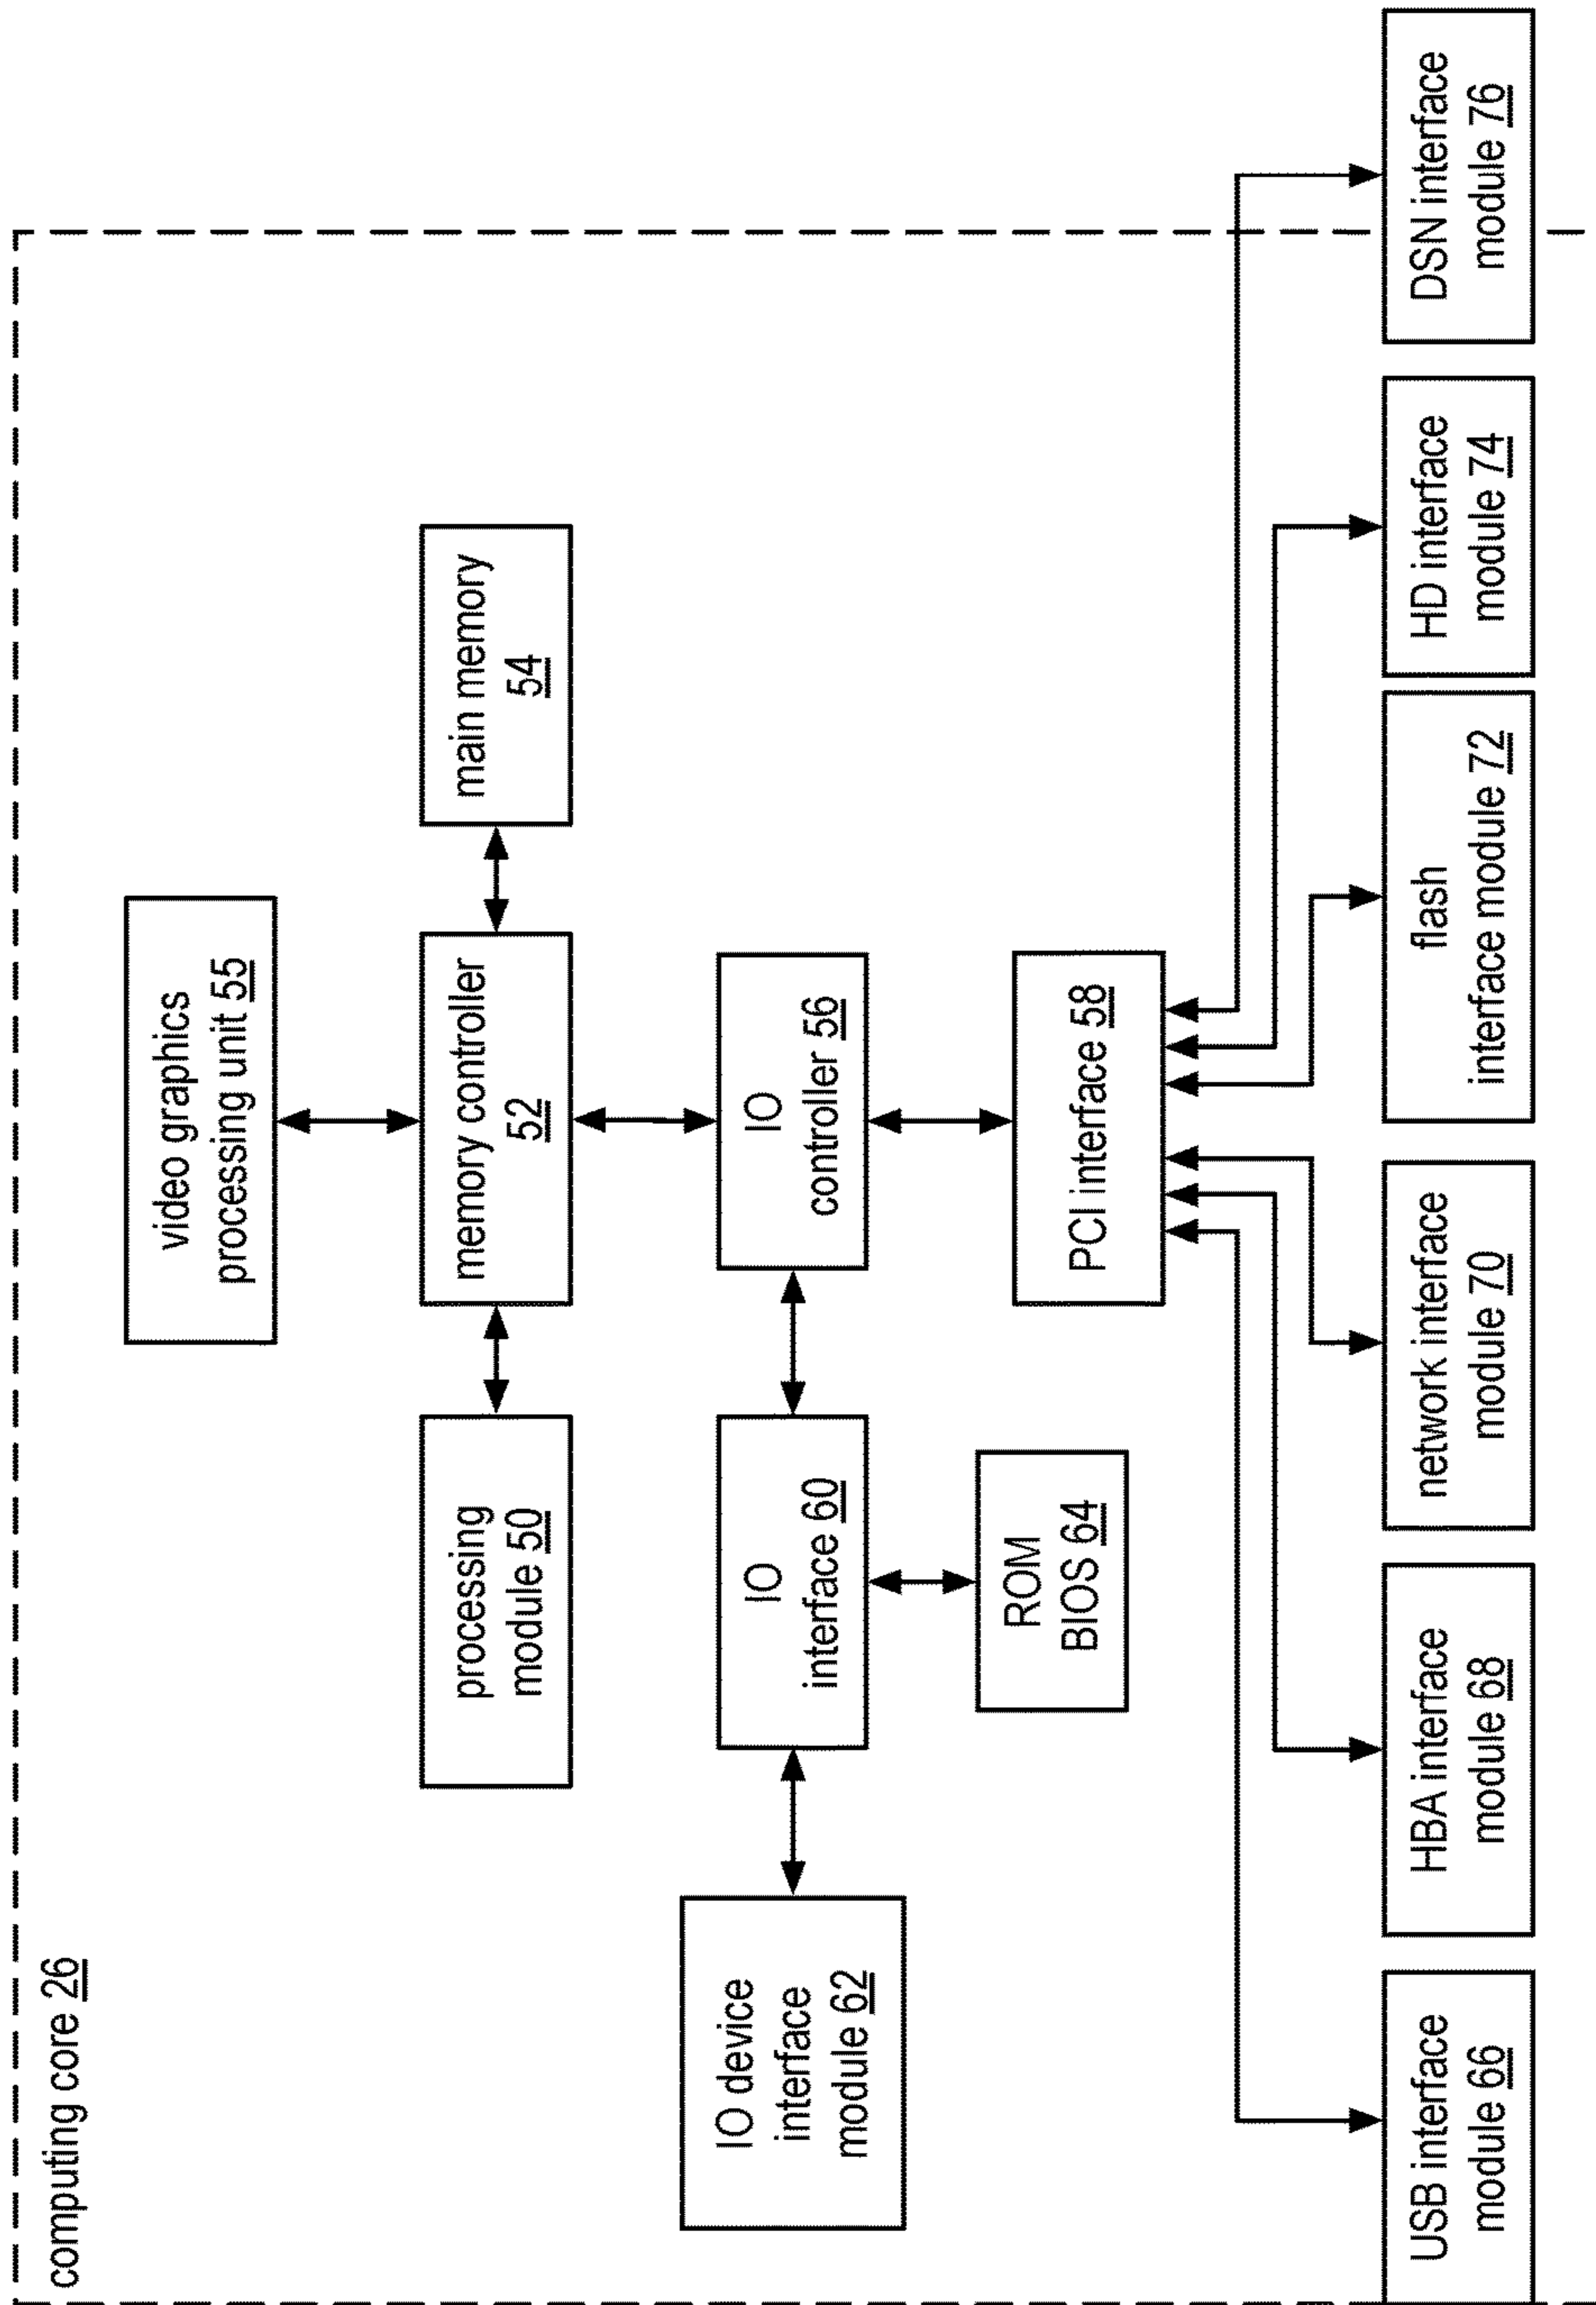 computing core 26
video graphics
processing unit 55
processing
module 50
memory controller
52
main memory
54
IO device
interface
module 62
IO
interface 60
IO
controller 56
ROM
BIOS 64
PCI interface 58
USB interface
module 66
HBA interface
module 68
network interface
module 70
flash
interface module 72
HD interface
module 74
DSN interface
module 76